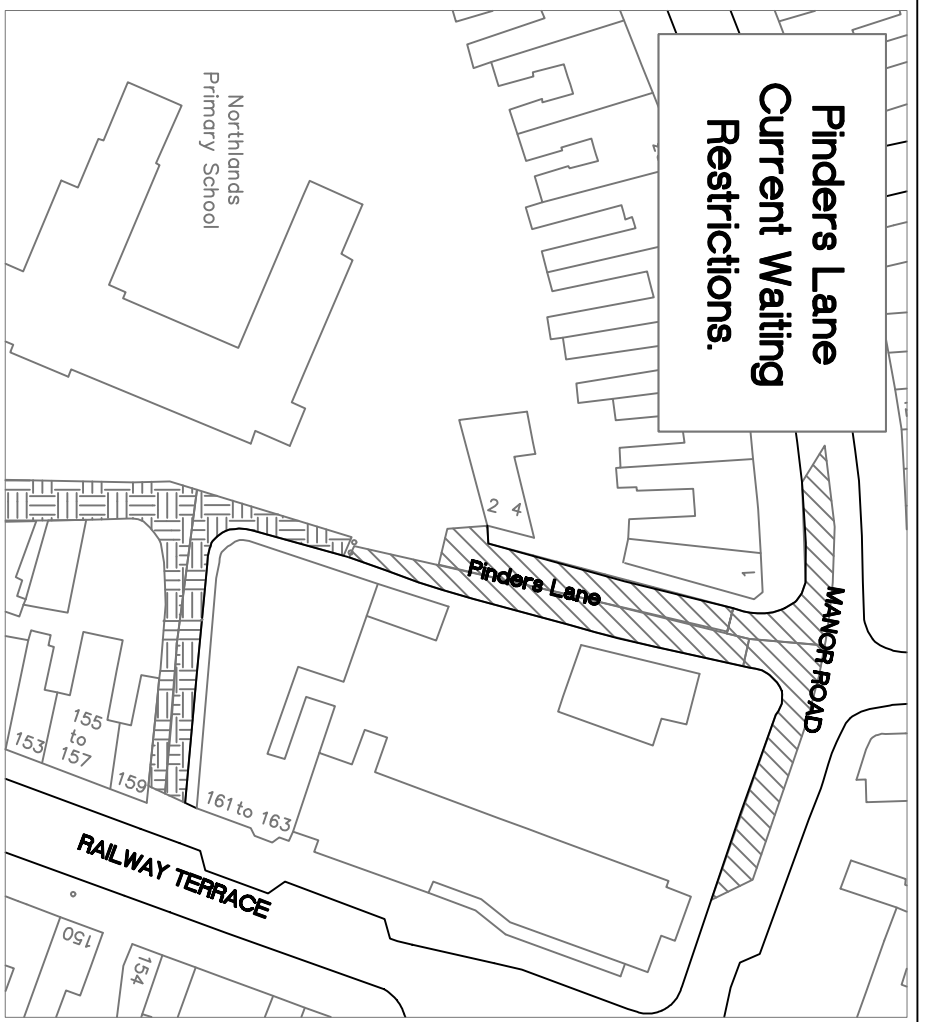 Pinders Lane
Current Waiting
Restrictions.
Northlands
Primary School
2 4
1
Pinders Lane
MANOR ROAD
153
155
to
157
159
161 to 163
RAILWAY TERRACE
150
154